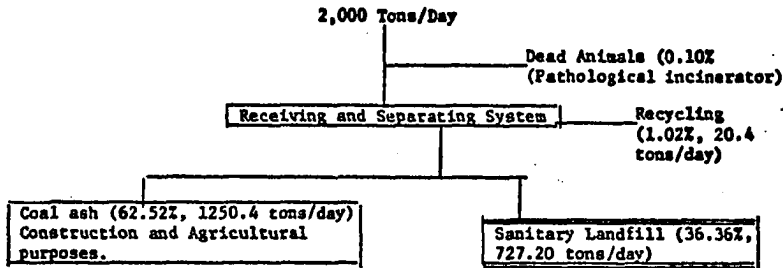 2,000 Tons/Day
Dead Animals (0.10%
(Pathological incinerator)
Receiving and Separating System
Recycling
(1.02%, 20.4
tons/day)
Coal ash (62.52%, 1250.4 tons/day)
Construction and Agricultural
purposes.
Sanitary Landfill (36.36%,
727.20 tons/day)